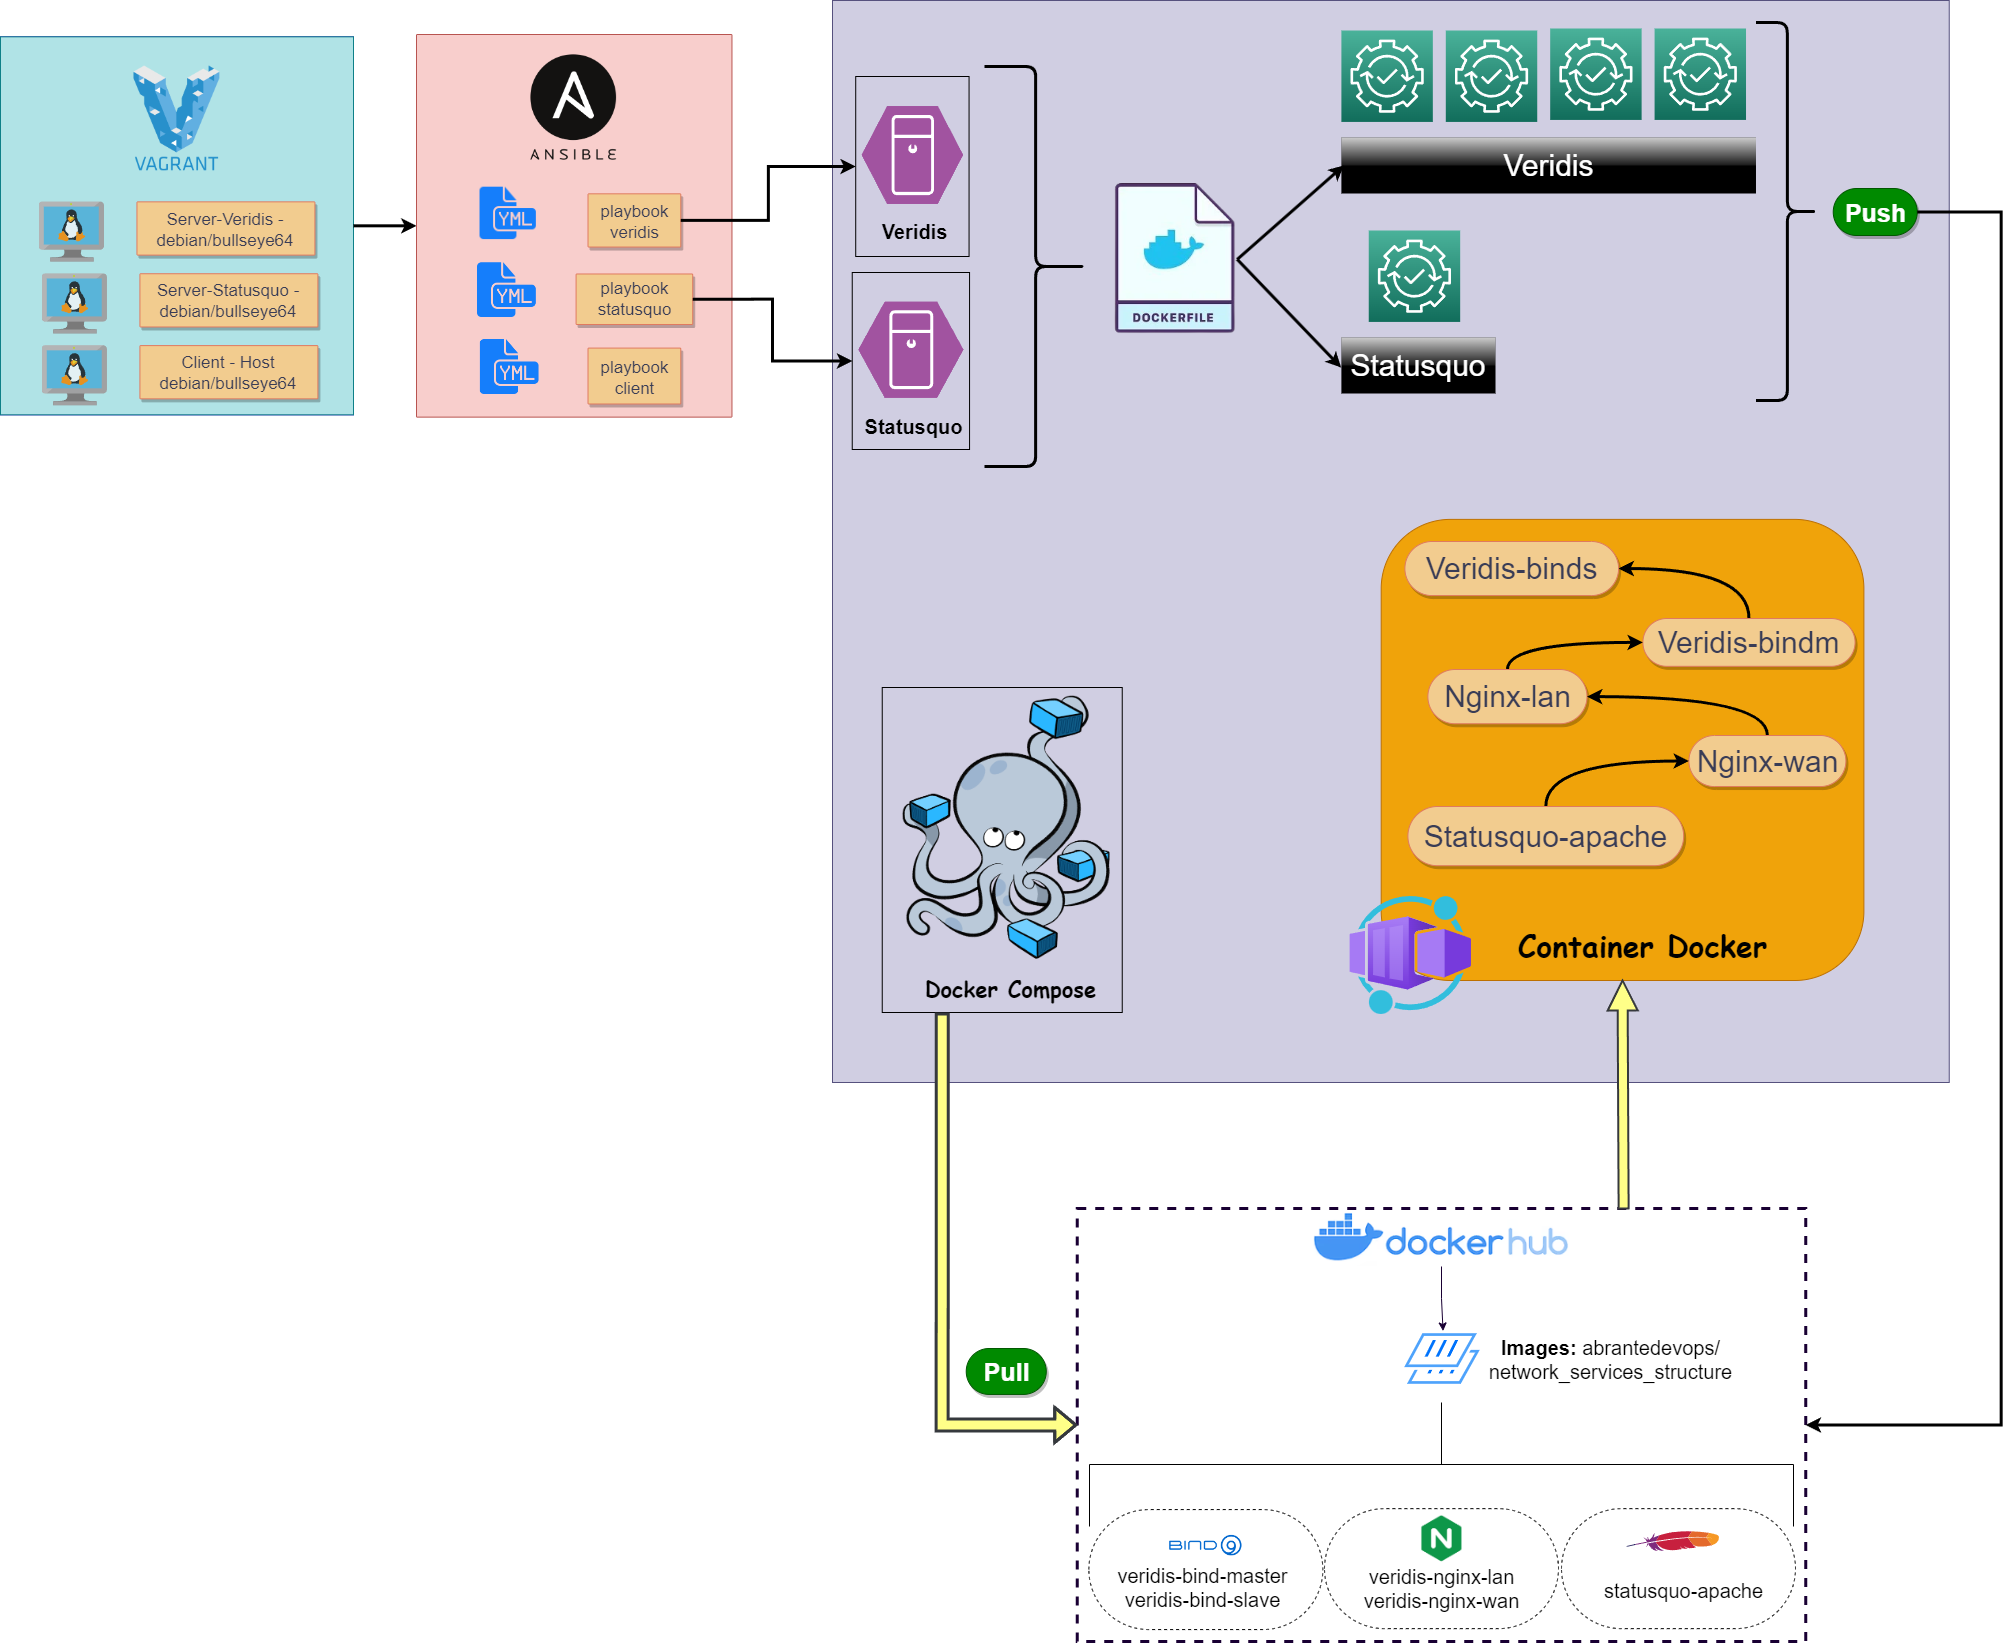 VAGRANT
Server-Veridis -
debian/bullseye64
Server-Statusquo -
debian/bullseye64
Client - Host
debian/bullseye64
ANSIBLE
YML
playbook
veridis
YML
playbook
statusquo
YML
playbook
client
Veridis
Statusquo
DOCKERFILE
Veridis
Statusquo
Push
Veridis-binds
Veridis-bindm
Nginx-lan
Nginx-wan
Statusquo-apache
Container Docker
Docker Compose
Pull
dockerhub
Images: abrantedevops/
network_services_structure
BIND 9
veridis-bind-master
veridis-bind-slave
N
veridis-nginx-lan
veridis-nginx-wan
statusquo-apache